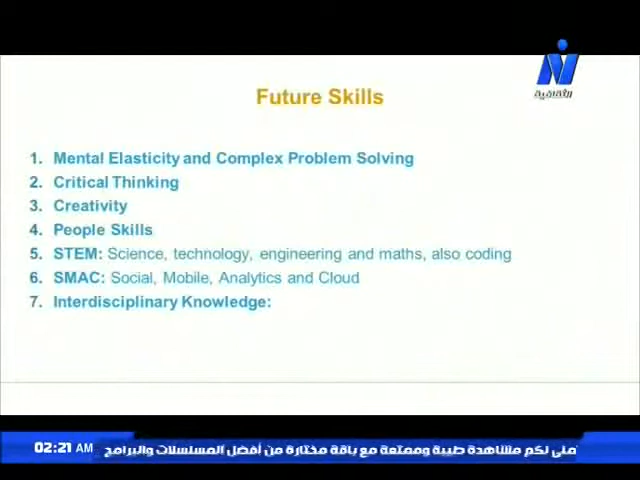 الثقافية
Future Skills
1. Mental Elasticity and Complex Problem Solving
2. Critical Thinking
3. Creativity
4. People Skills
5. STEM: Science, technology, engineering and maths, also coding
6. SMAC: Social, Mobile, Analytics and Cloud
7. Interdisciplinary Knowledge:
02:21 AM
لكم مشاهدة طيبة وممتعة مع باقة مختارة من أفضل المسلسلات والبرامج